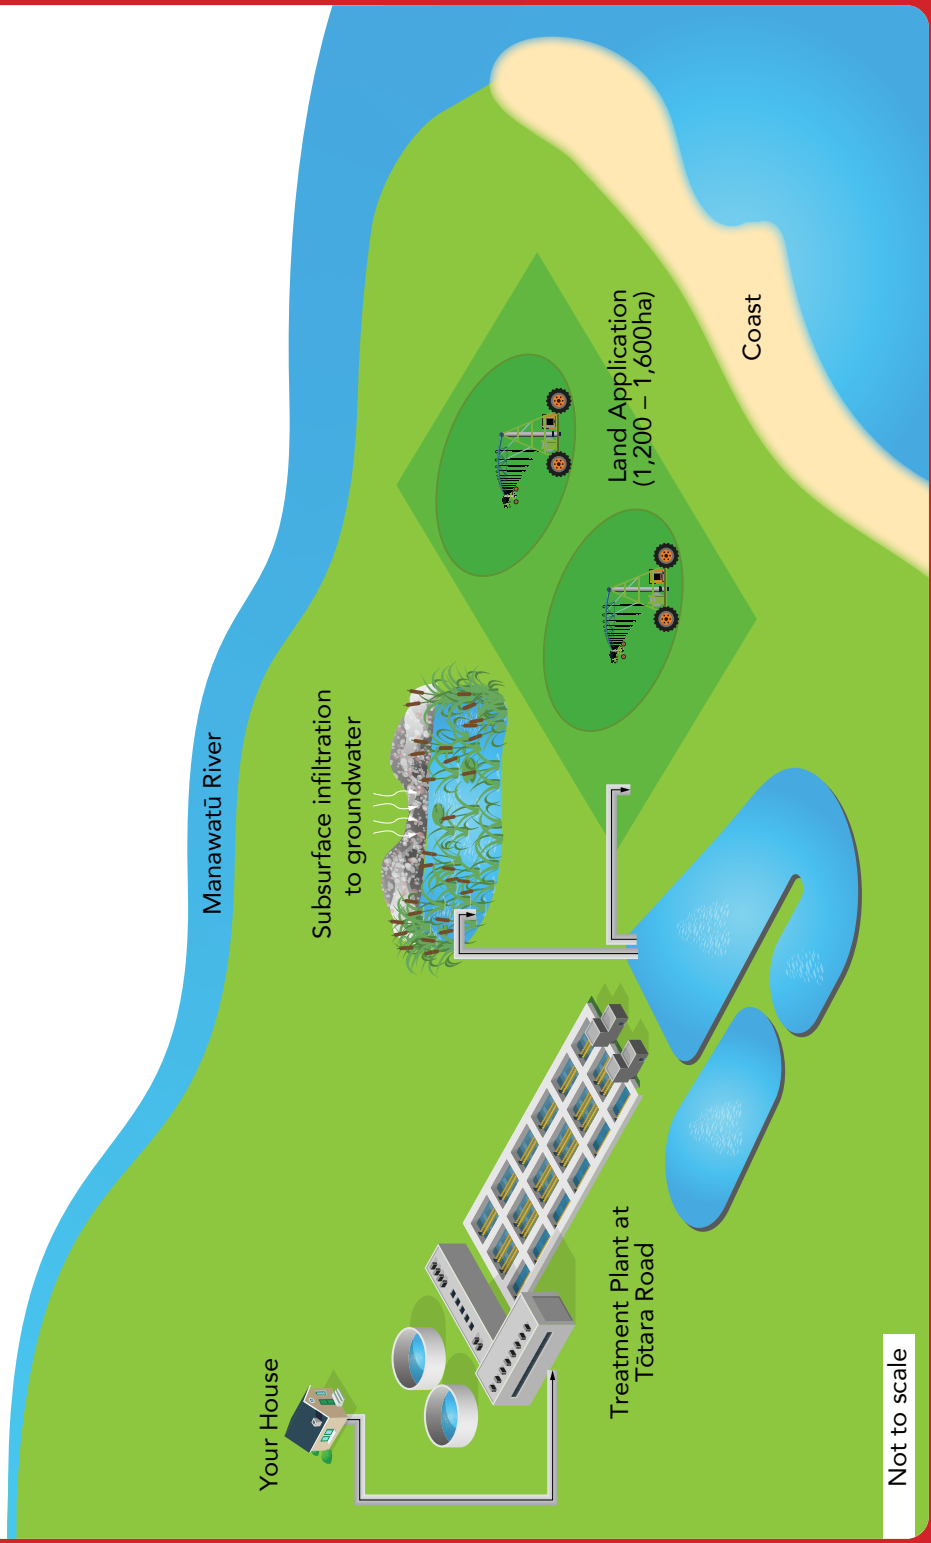 Manawatū River
Your House
Subsurface infiltration
to groundwater
Treatment Plant at
Tōtara Road
Land Application
(1,200 – 1,600ha)
Coast
Not to scale